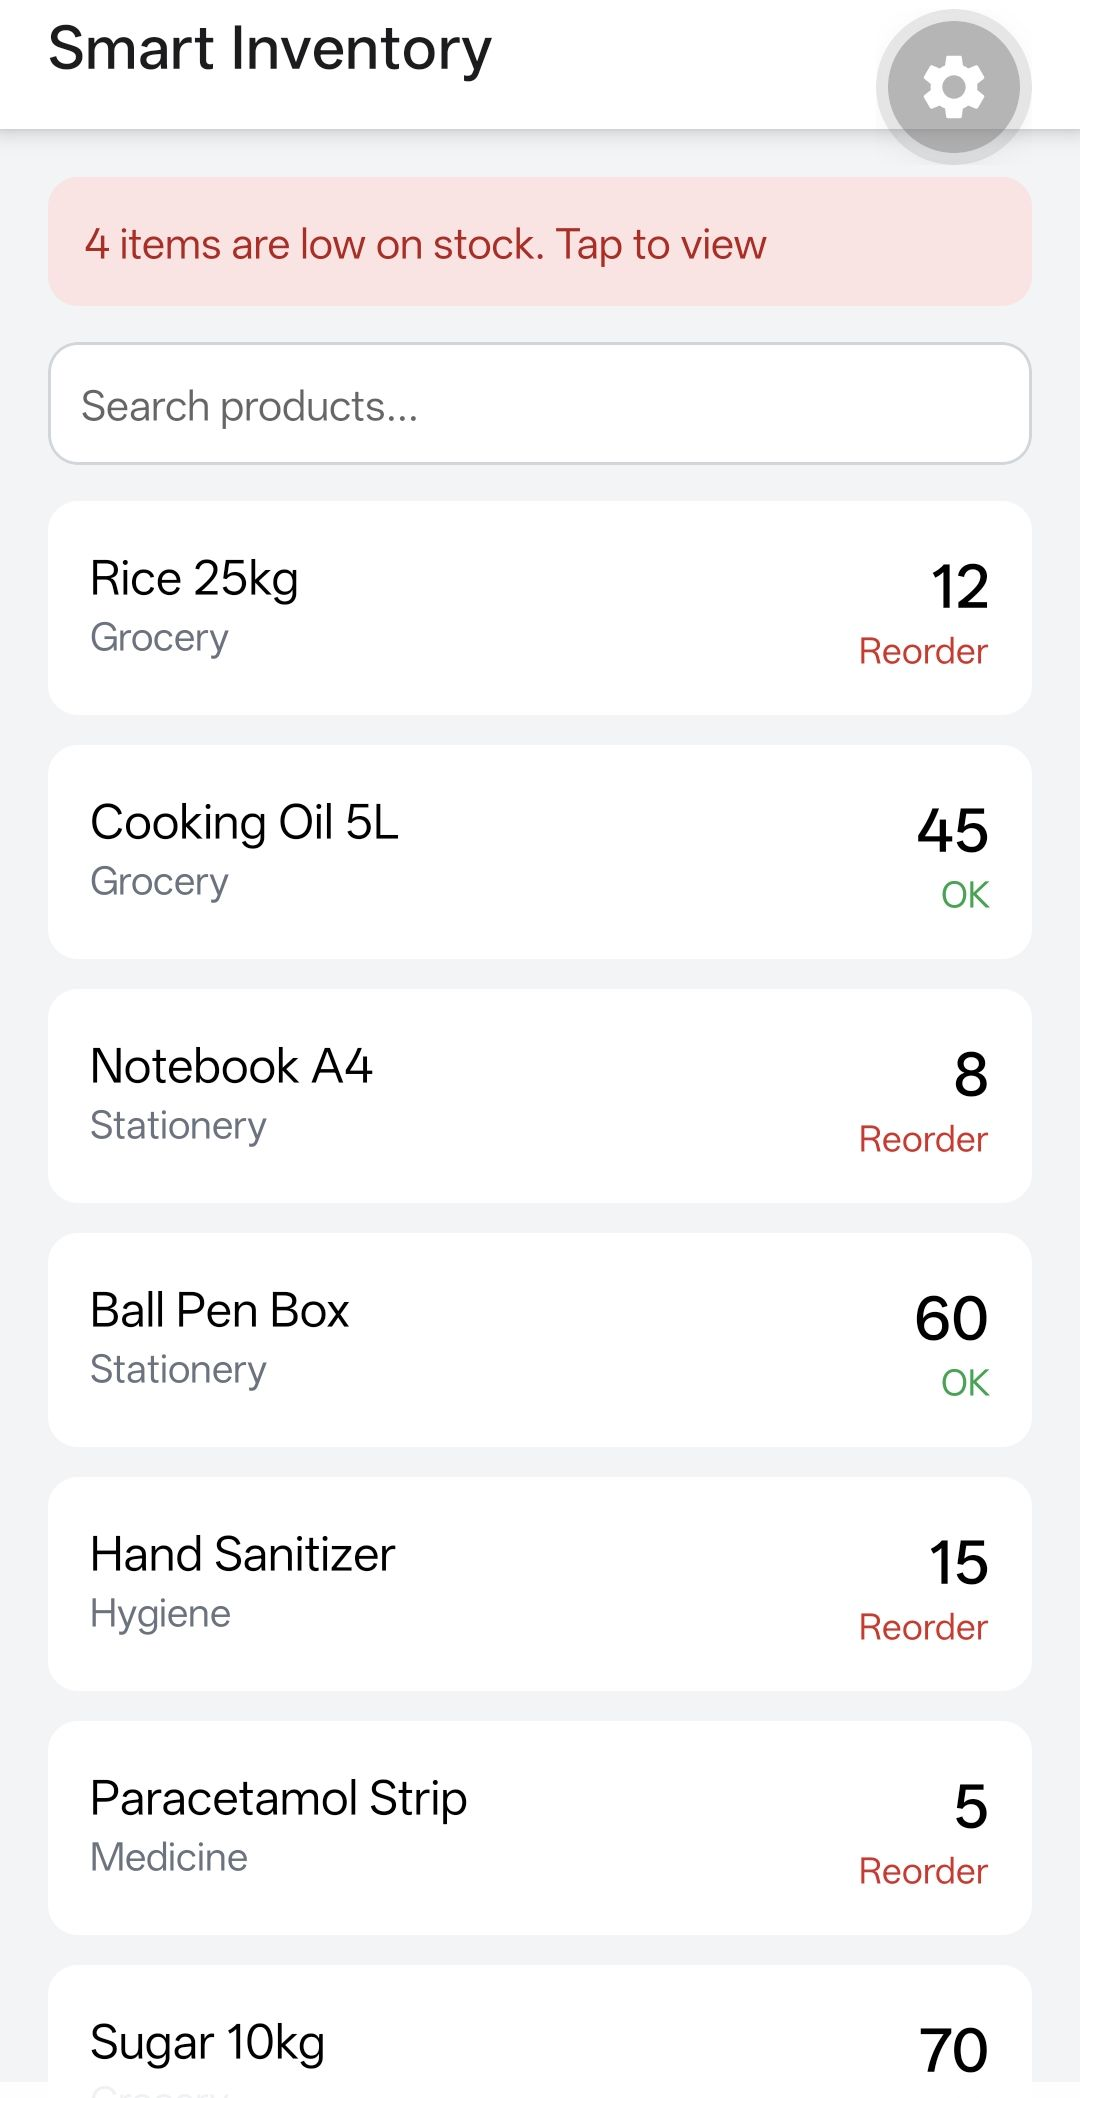 Smart Inventory
4 items are low on stock. Tap to view
Search products...
Rice 25kg
12
Grocery
Reorder
Cooking Oil 5L
45
Grocery
OK
Notebook A4
8
Stationery
Reorder
Ball Pen Box
60
Stationery
OK
Hand Sanitizer
15
Hygiene
Reorder
Paracetamol Strip
5
Medicine
Reorder
Sugar 10kg
70